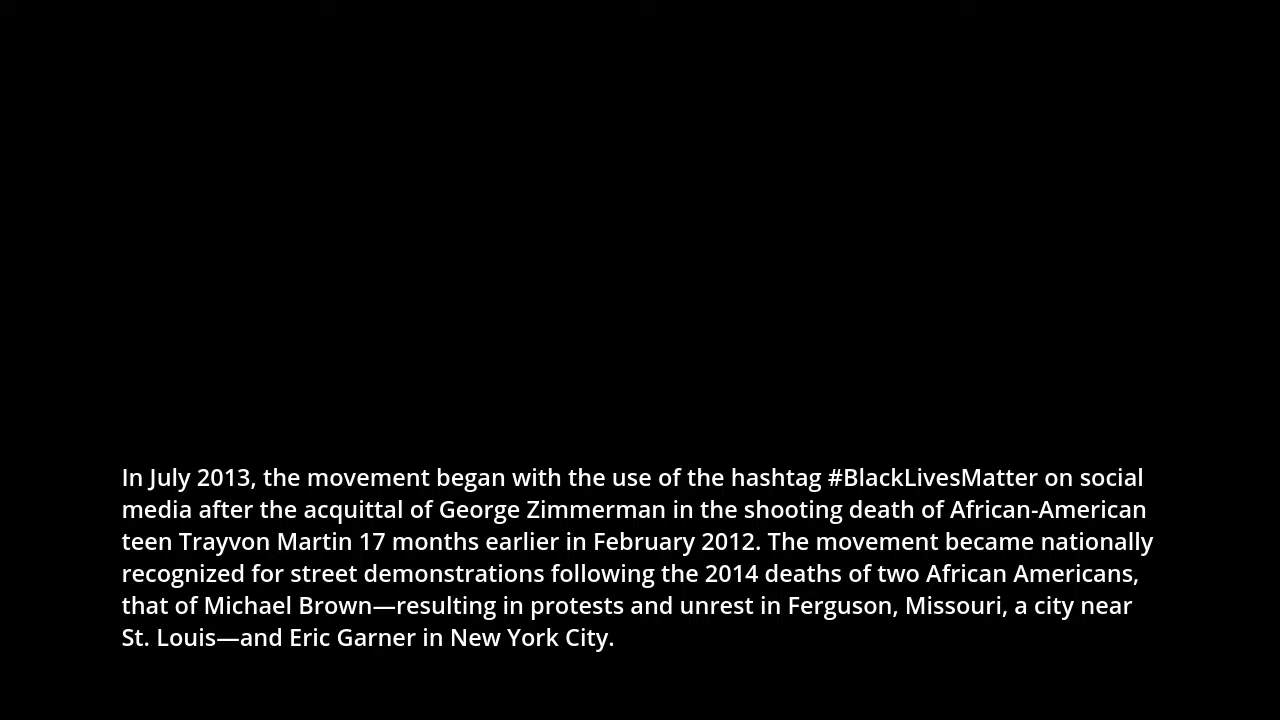 In July 2013, the movement began with the use of the hashtag #BlackLivesMatter on social
media after the acquittal of George Zimmerman in the shooting death of African-American
teen Trayvon Martin 17 months earlier in February 2012. The movement became nationally
recognized for street demonstrations following the 2014 deaths of two African Americans,
that of Michael Brown—resulting in protests and unrest in Ferguson, Missouri, a city near
St. Louis—and Eric Garner in New York City.